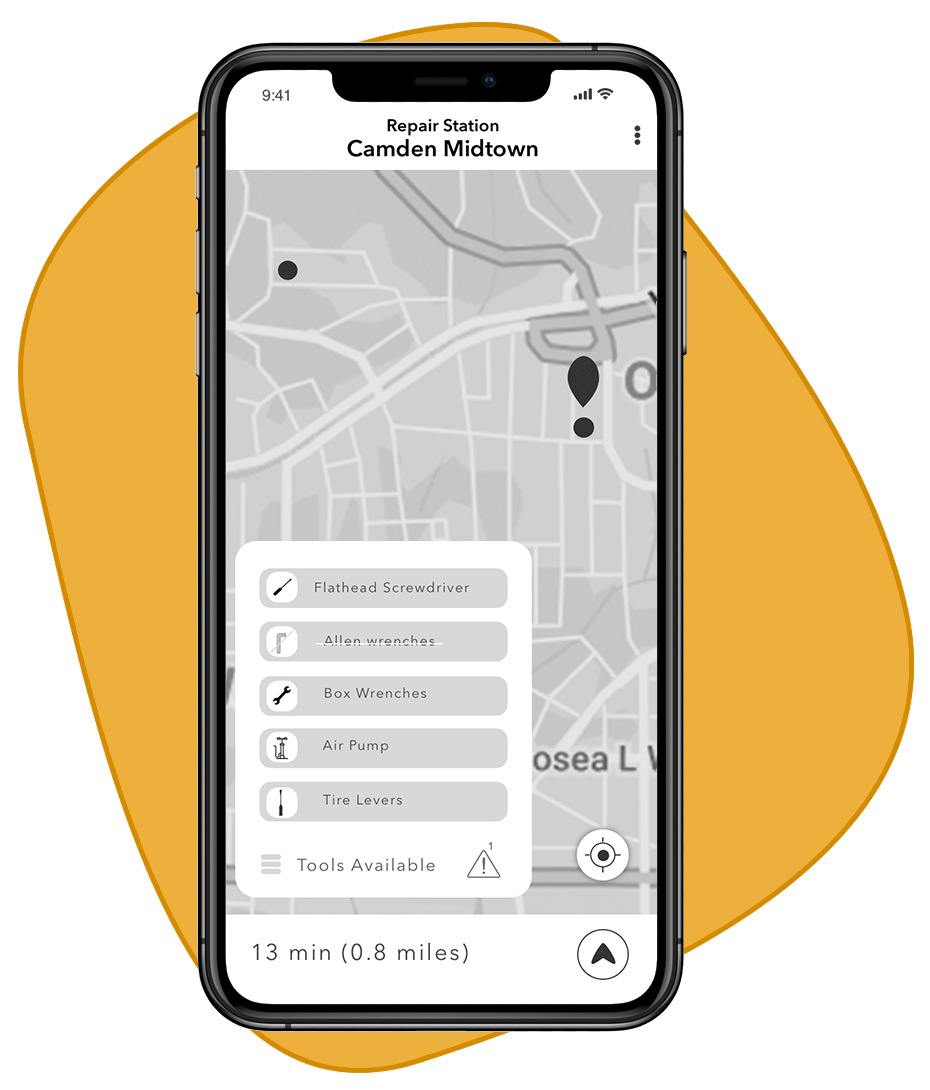 9:41
Repair Station
Camden Midtown
Flathead Screwdriver
Allen wrenches
Box Wrenches
Air Pump
Tire Levers
osea L
Tools Available
1
13 min (0.8 miles)